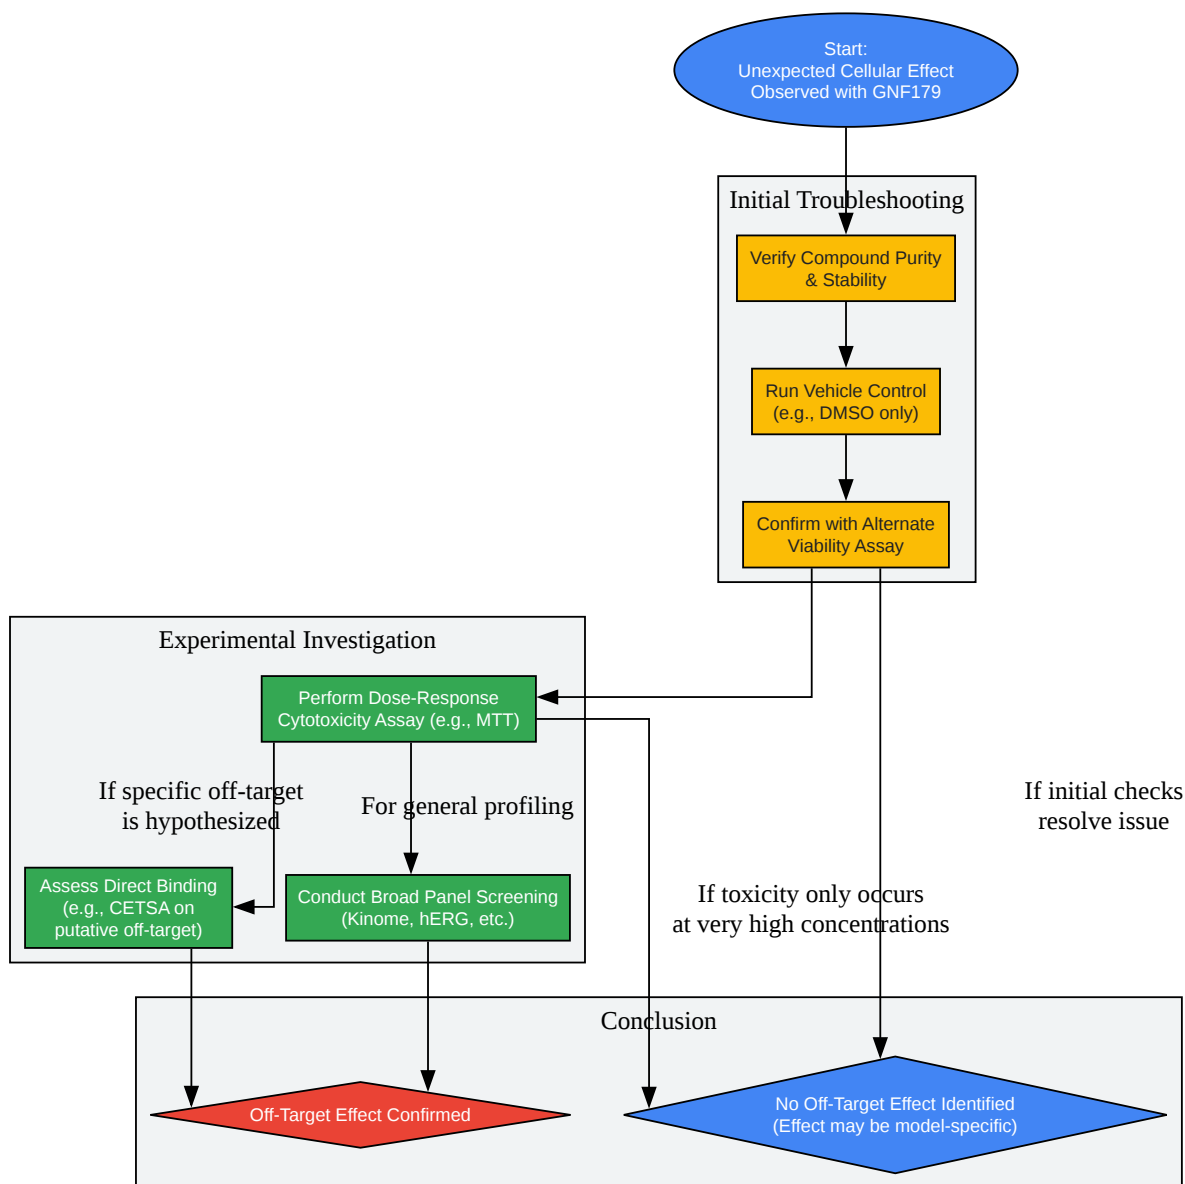 Start:
Unexpected Cellular Effect
Observed with GNF179
Initial Troubleshooting
Verify Compound Purity
& Stability
Run Vehicle Control
(e.g., DMSO only)
Confirm with Alternate
Viability Assay
Experimental Investigation
Perform Dose-Response
Cytotoxicity Assay (e.g., MTT)
If specific off-target
is hypothesized
For general profiling
If initial checks
resolve issue
Assess Direct Binding
(e.g., CETSA on
putative off-target)
Conduct Broad Panel Screening
(Kinome, hERG, etc.)
If toxicity only occurs
at very high concentrations
Conclusion
Off-Target Effect Confirmed
No Off-Target Effect Identified
(Effect may be model-specific)